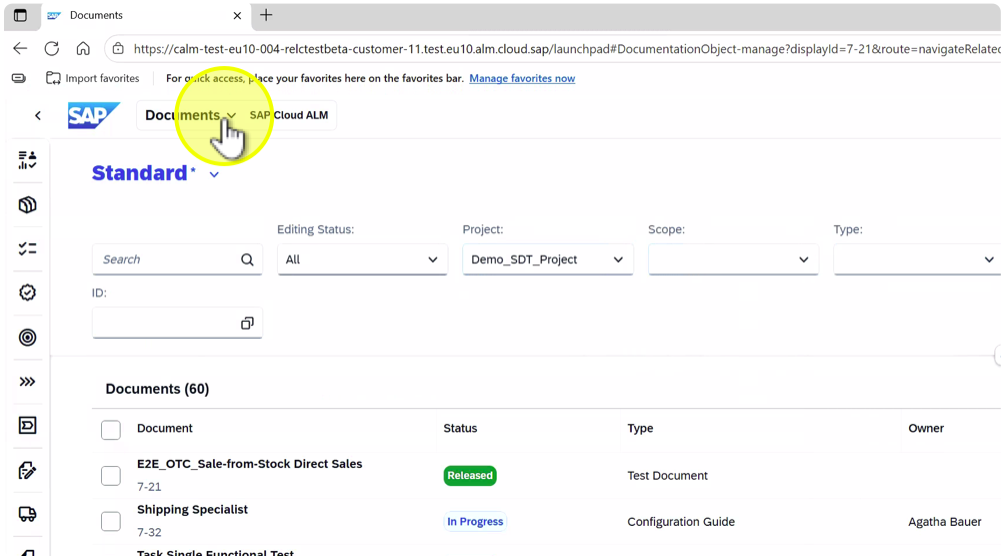 Documents
https://calm-test-eu10-004-relctestbeta-customer-11.test.eu10.alm.cloud.sap/launchpad#DocumentationObject-manage?displayId=7-21&route=navigateRelated
Import favorites For quick access, place your favorites here on the favorites bar. Manage favorites now
SAP Documents SAP Cloud ALM
Standard*
Editing Status: Project: Scope: Type:
Search All Demo_SDT_Project
ID:
Documents (60)
Document Status Type Owner
E2E_OTC_Sale-from-Stock Direct Sales
7-21 Released Test Document
Shipping Specialist
7-32 In Progress Configuration Guide Agatha Bauer
Task Single Functional Test